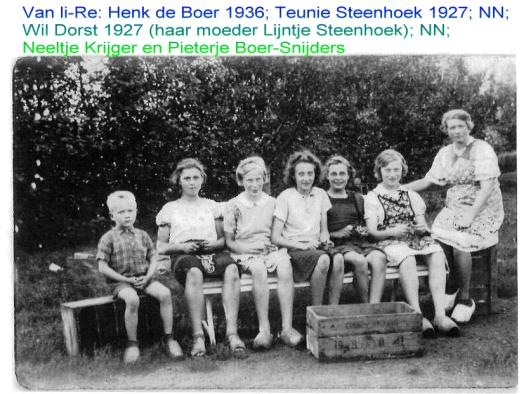 Van li-Re: Henk de Boer 1936; Teunie Steenhoek 1927; NN;
Wil Dorst 1927 (haar moeder Lijntje Steenhoek); NN;
Neeltje Krijger en Pieterje Boer-Snijders